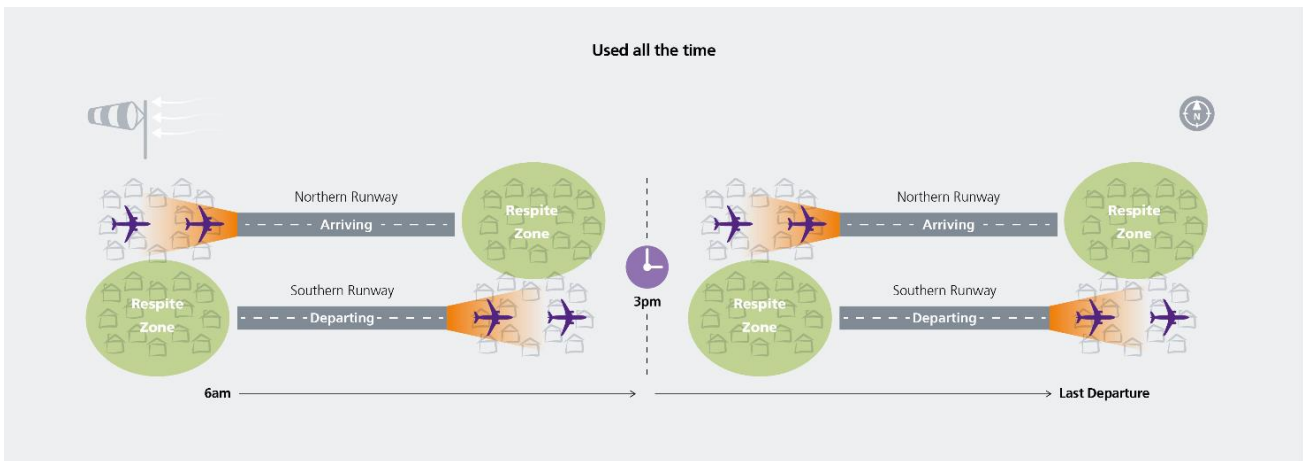 Used all the time
N
Northern Runway
Arriving
Respite
Zone
Respite
Zone
Southern Runway
Departing
3pm
Northern Runway
Arriving
Respite
Zone
Respite
Zone
Southern Runway
Departing
6am
Last Departure